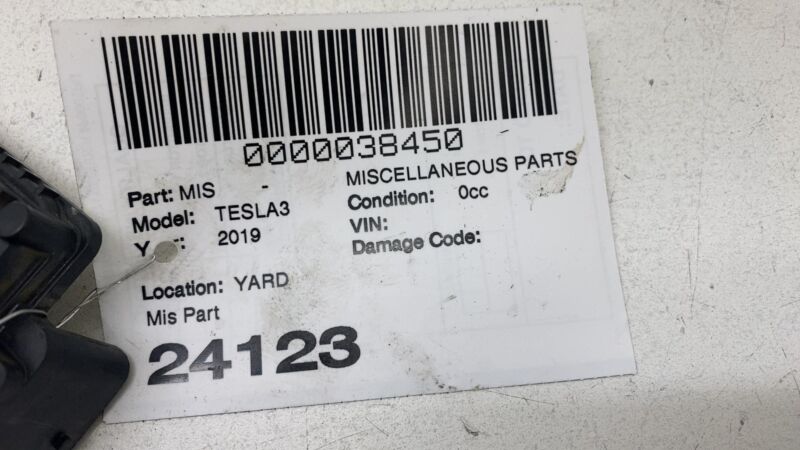 0000038450
Part: MIS - MISCELLANEOUS PARTS
Model: TESLA3 Condition: 0cc
2019 VIN:
Damage Code:
Location: YARD
Mis Part
24123